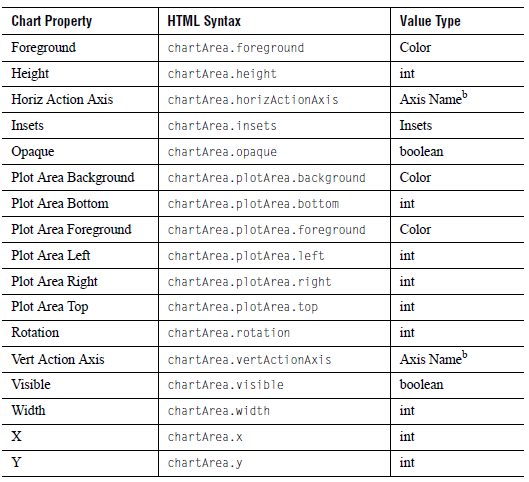 Chart Property HTML Syntax Value Type
Foreground chartArea.foreground Color
Height chartArea.height int
Horiz Action Axis chartArea.horizActionAxis Axis Nameb
Insets chartArea.insets Insets
Opaque chartArea.opaque boolean
Plot Area Background chartArea.plotArea.background Color
Plot Area Bottom chartArea.plotArea.bottom int
Plot Area Foreground chartArea.plotArea.foreground Color
Plot Area Left chartArea.plotArea.left int
Plot Area Right chartArea.plotArea.right int
Plot Area Top chartArea.plotArea.top int
Rotation chartArea.rotation int
Vert Action Axis chartArea.vertActionAxis Axis Nameb
Visible chartArea.visible boolean
Width chartArea.width int
X chartArea.x int
Y chartArea.y int